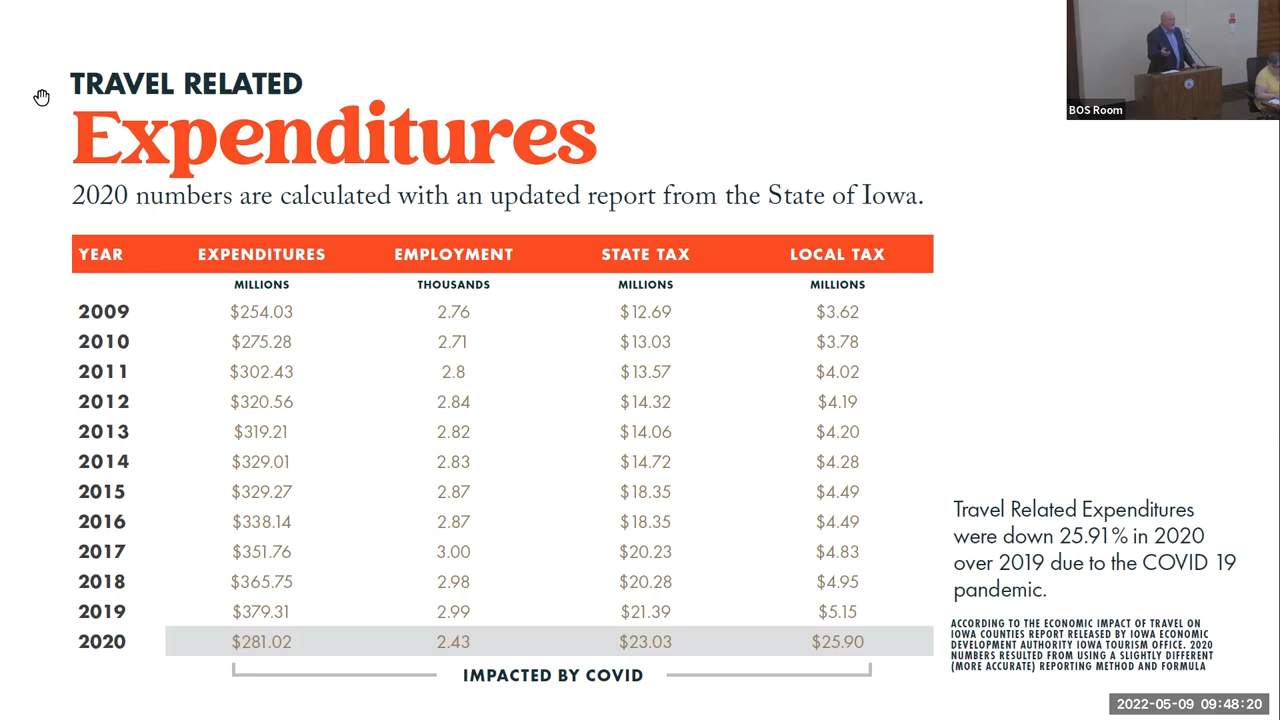 BOS Room
TRAVEL RELATED
Expenditures
2020 numbers are calculated with an updated report from the State of Iowa.
YEAR EXPENDITURES EMPLOYMENT STATE TAX LOCAL TAX
MILLIONS THOUSANDS MILLIONS MILLIONS
2009 $254.03 2.76 $12.69 $3.62
2010 $275.28 2.71 $13.03 $3.78
2011 $302.43 2.8 $13.57 $4.02
2012 $320.56 2.84 $14.32 $4.19
2013 $319.21 2.82 $14.06 $4.20
2014 $329.01 2.83 $14.72 $4.28
2015 $329.27 2.87 $18.35 $4.49
2016 $338.14 2.87 $18.35 $4.49
2017 $351.76 3.00 $20.23 $4.83
2018 $365.75 2.98 $20.28 $4.95
2019 $379.31 2.99 $21.39 $5.15
2020 $281.02 2.43 $23.03 $25.90
IMPACTED BY COVID
Travel Related Expenditures
were down 25.91% in 2020
over 2019 due to the COVID 19
pandemic.
ACCORDING TO THE ECONOMIC IMPACT OF TRAVEL ON
IOWA COUNTIES REPORT RELEASED BY IOWA ECONOMIC
DEVELOPMENT AUTHORITY IOWA TOURISM OFFICE. 2020
NUMBERS RESULTED FROM USING A SLIGHTLY DIFFERENT
(MORE ACCURATE) REPORTING METHOD AND FORMULA
2022-05-09 09:48:20